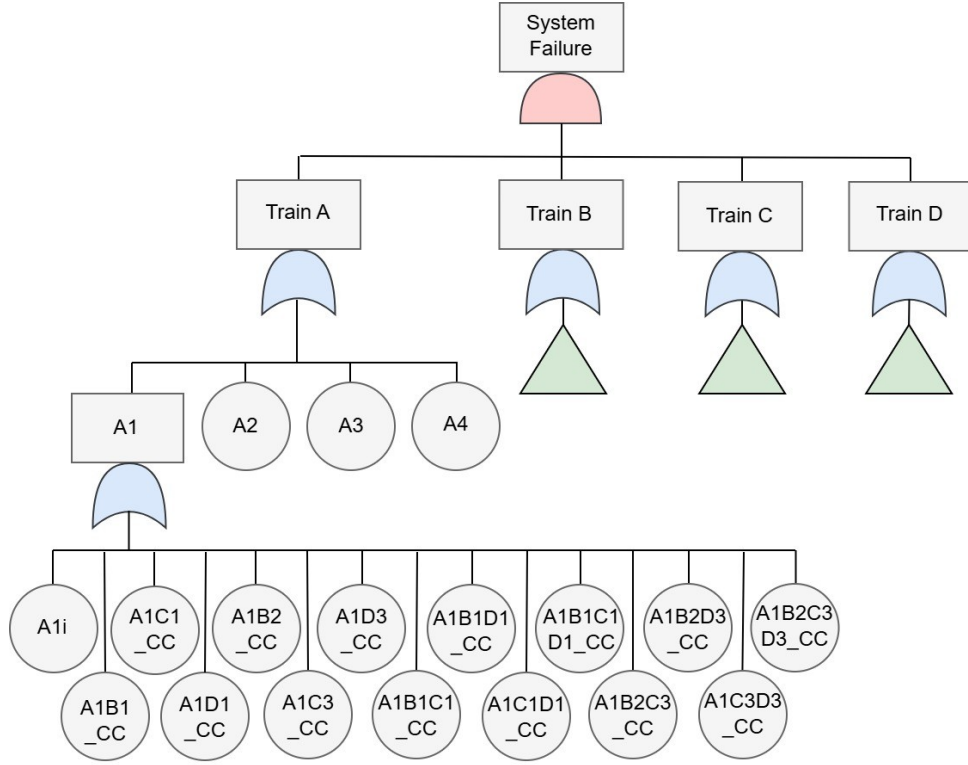 System
Failure
Train A
Train B
Train C
Train D
A1
A2
A3
A4
A1i
A1C1
_CC
A1B2
_CC
A1D3
_CC
A1B1D1
_CC
A1B1C1
D1_CC
A1B2D3
_CC
A1B2C3
D3_CC
A1B1
_CC
A1D1
_CC
A1C3
_CC
A1B1C1
_CC
A1C1D1
_CC
A1B2C3
_CC
A1C3D3
_CC